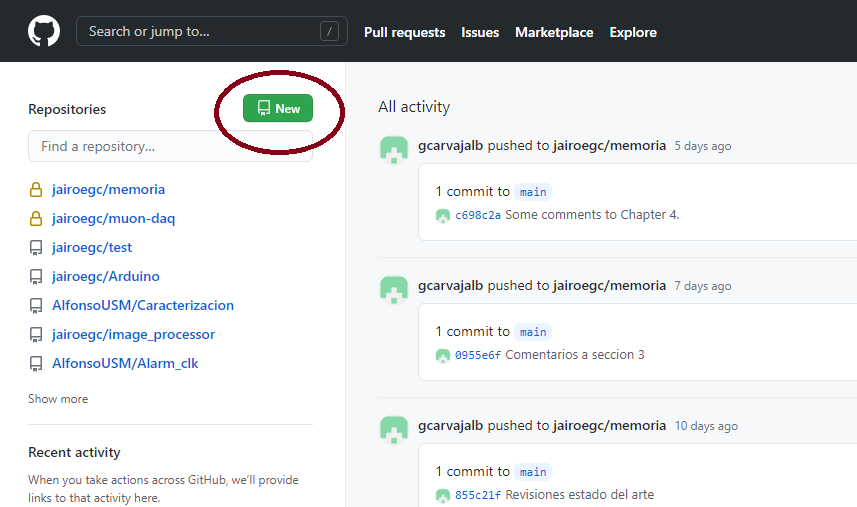 Search or jump to...
/
Pull requests
Issues
Marketplace
Explore
Repositories
New
Find a repository...
jairoegc/memoria
jairoegc/muon-daq
jairoegc/test
jairoegc/Arduino
AlfonsoUSM/Caracterizacion
jairoegc/image_processor
AlfonsoUSM/Alarm_clk
Show more
Recent activity
When you take actions across GitHub, we'll provide
links to that activity here.
All activity
gcarvajalb pushed to jairoegc/memoria 5 days ago
1 commit to main
c698c2a Some comments to Chapter 4.
gcarvajalb pushed to jairoegc/memoria 7 days ago
1 commit to main
0955e6f Comentarios a seccion 3
gcarvajalb pushed to jairoegc/memoria 10 days ago
1 commit to main
855c21f Revisiones estado del arte